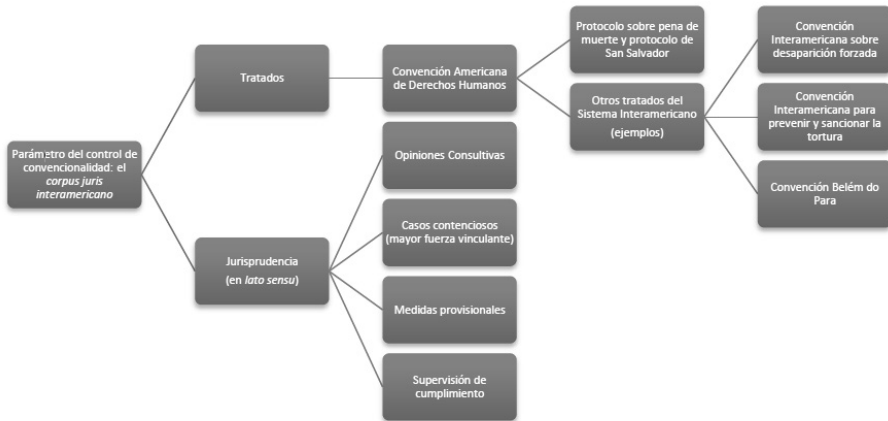 Parámetro del control de
convencionalidad: el
corpus juris
interamericano
Tratados
Convención Americana
de Derechos Humanos
Protocolo sobre pena de
muerte y protocolo de
San Salvador
Otros tratados del
Sistema Interamericano
(ejemplos)
Convención
Interamericana sobre
desaparición forzada
Convención
Interamericana para
prevenir y sancionar la
tortura
Convención Belém do
Para
Jurisprudencia
(en lato sensu)
Opiniones Consultivas
Casos contenciosos
(mayor fuerza vinculante)
Medidas provisionales
Supervisión de
cumplimiento